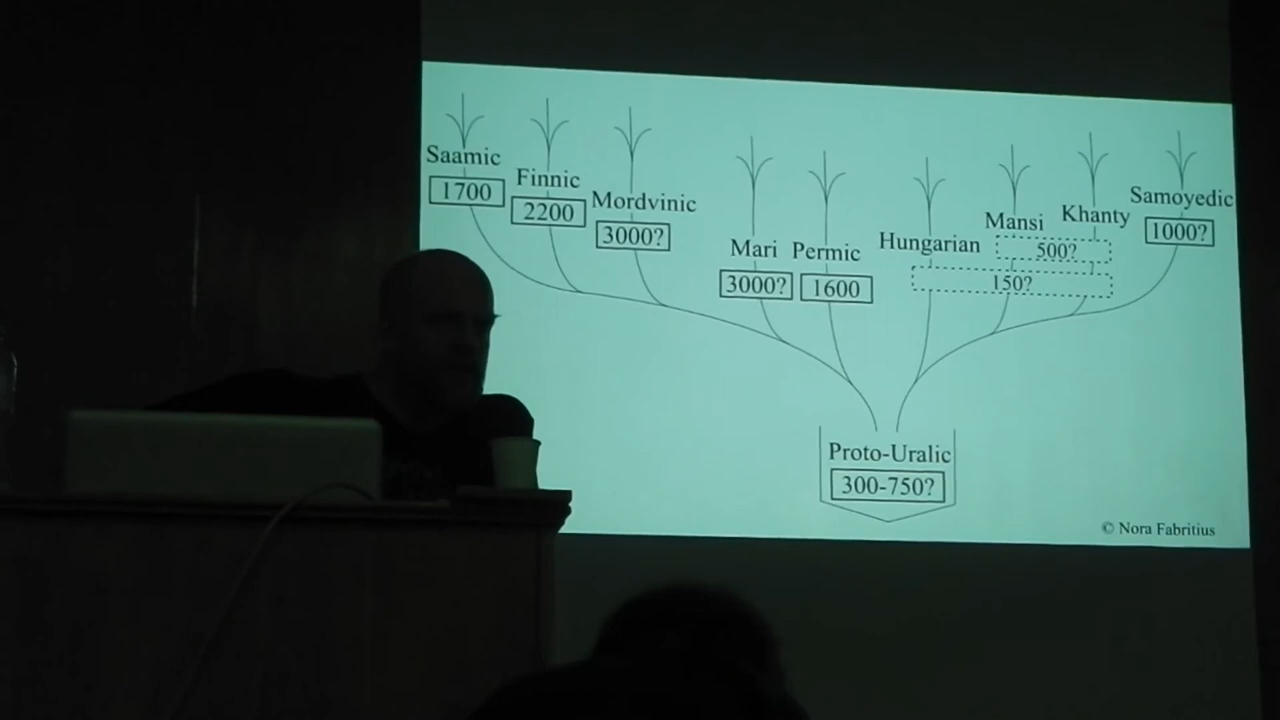 Saamic
1700
Finnic
2200
Mordvinic
3000?
Mari
3000?
Permic
1600
Hungarian
Mansi
Khanty
500?
150?
Samoyedic
1000?
Proto-Uralic
300-750?
© Nora Fabritius